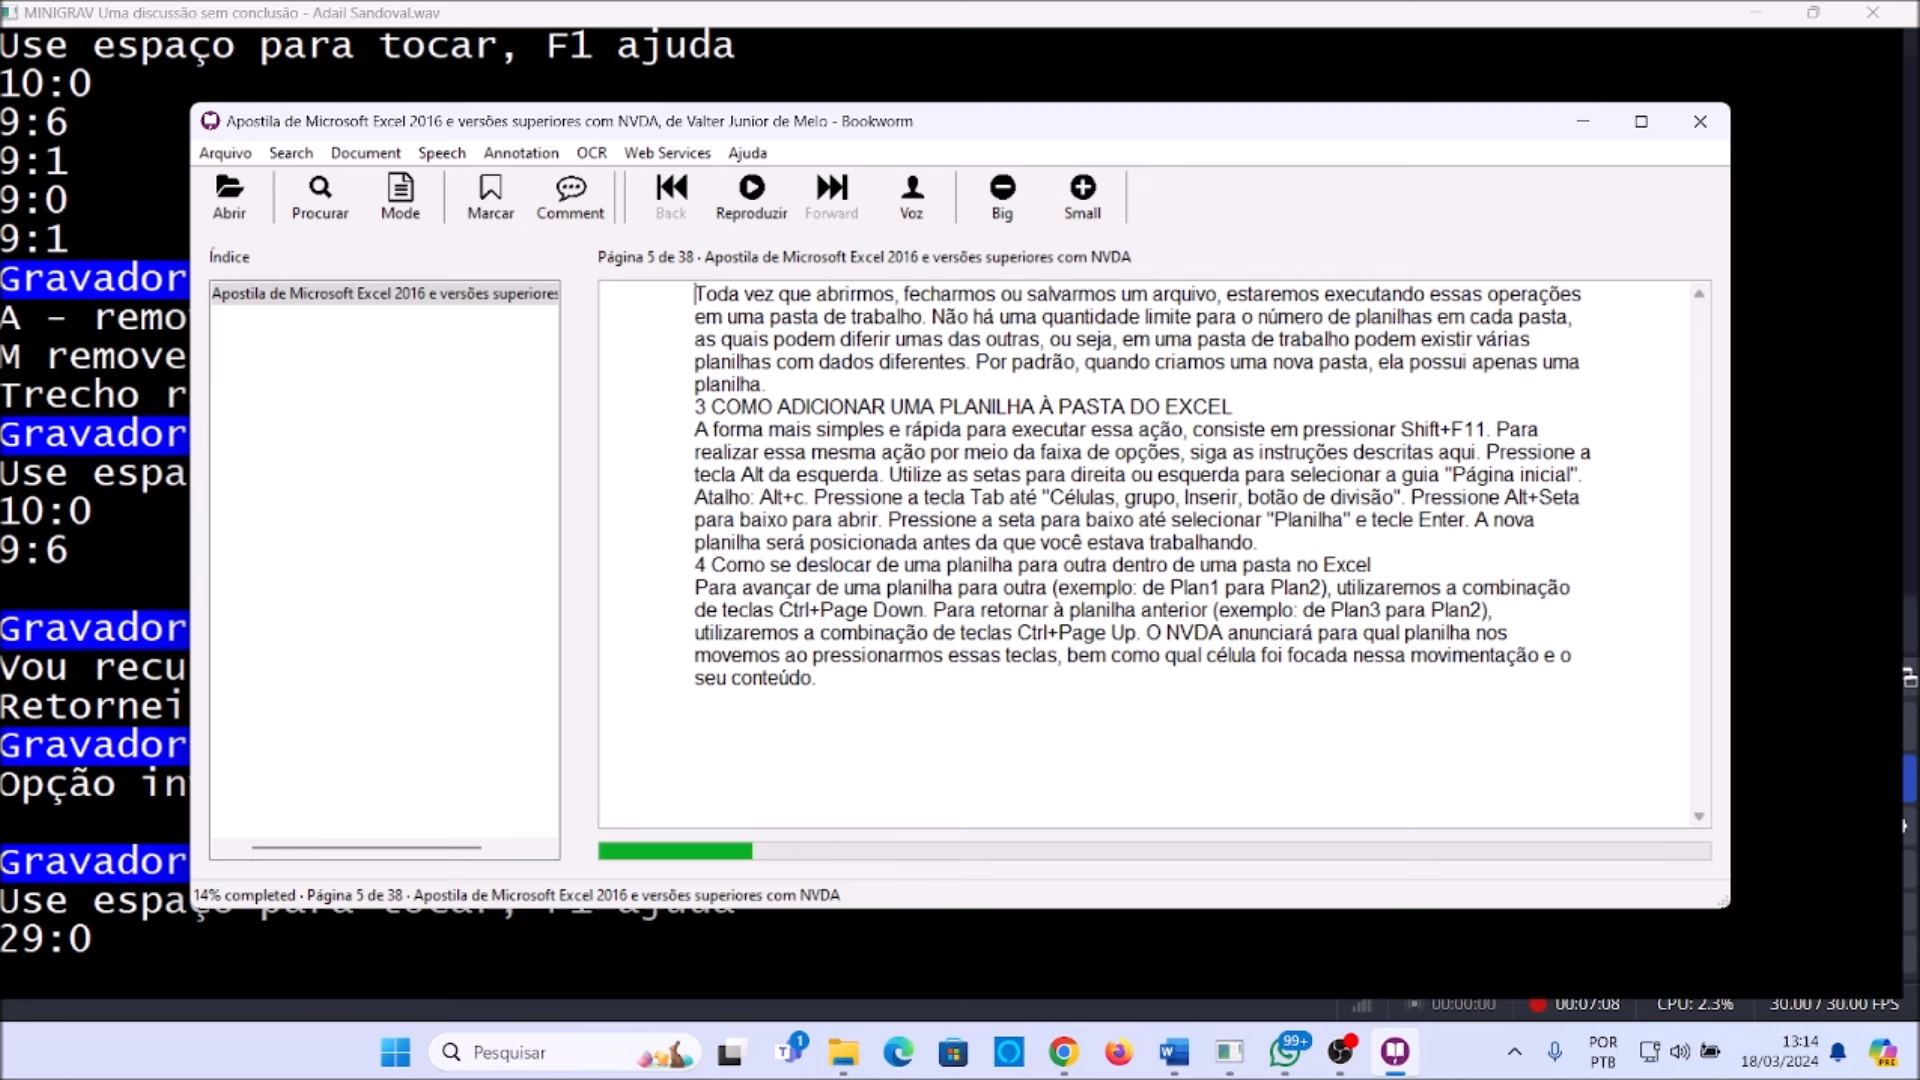 MINIGRAV Uma discussão sem conclusão - Adail Sandoval.wav
Use espaço para tocar, F1 ajuda
10:0
9:6
9:1
9:0
9:1
Gravador
A - remo
M remove
Trecho r
Gravador
Use espa
10:0
9:6
Gravador
Vou recu
Retornei
Gravador
Opção in
Gravador
Use espaço para tocar, F1 ajuda
29:0
Apostila de Microsoft Excel 2016 e versões superiores com NVDA, de Valter Junior de Melo - Bookworm
Arquivo Search Document Speech Annotation OCR Web Services Ajuda
Abrir Procurar Mode Marcar Comment Back Reproduzir Forward Voz Big Small
Índice
Apostila de Microsoft Excel 2016 e versões superiores
Página 5 de 38 · Apostila de Microsoft Excel 2016 e versões superiores com NVDA
Toda vez que abrirmos, fecharmos ou salvarmos um arquivo, estaremos executando essas operações
em uma pasta de trabalho. Não há uma quantidade limite para o número de planilhas em cada pasta,
as quais podem diferir umas das outras, ou seja, em uma pasta de trabalho podem existir várias
planilhas com dados diferentes. Por padrão, quando criamos uma nova pasta, ela possui apenas uma
planilha.
3 COMO ADICIONAR UMA PLANILHA À PASTA DO EXCEL
A forma mais simples e rápida para executar essa ação, consiste em pressionar Shift+F11. Para
realizar essa mesma ação por meio da faixa de opções, siga as instruções descritas aqui. Pressione a
tecla Alt da esquerda. Utilize as setas para direita ou esquerda para selecionar a guia "Página inicial".
Atalho: Alt+c. Pressione a tecla Tab até "Células, grupo, Inserir, botão de divisão". Pressione Alt+Seta
para baixo para abrir. Pressione a seta para baixo até selecionar "Planilha" e tecle Enter. A nova
planilha será posicionada antes da que você estava trabalhando.
4 Como se deslocar de uma planilha para outra dentro de uma pasta no Excel
Para avançar de uma planilha para outra (exemplo: de Plan1 para Plan2), utilizaremos a combinação
de teclas Ctrl+Page Down. Para retornar à planilha anterior (exemplo: de Plan3 para Plan2),
utilizaremos a combinação de teclas Ctrl+Page Up. O NVDA anunciará para qual planilha nos
movemos ao pressionarmos essas teclas, bem como qual célula foi focada nessa movimentação e o
seu conteúdo.
14% completed · Página 5 de 38 · Apostila de Microsoft Excel 2016 e versões superiores com NVDA
00:00:00 00:07:08 CPU: 2.3% 30.00 / 30.00 FPS
Pesquisar
1
99+
POR
PTB
13:14
18/03/2024
PRE